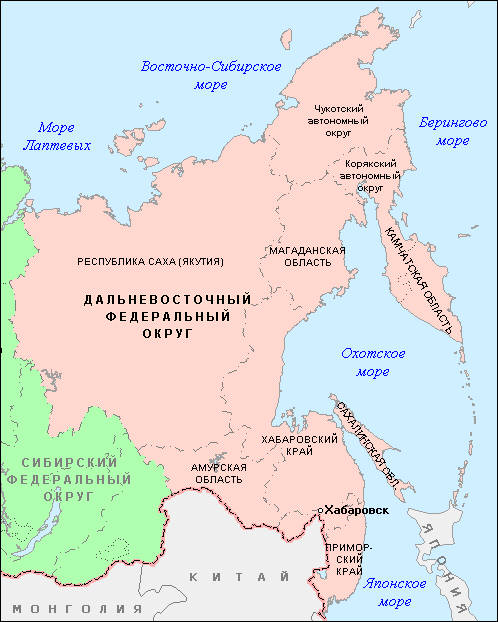 Восточно-Сибирское
море
Море
Лаптевых
Чукотский
автономный
округ
Берингово
море
Корякский
автономный
округ
РЕСПУБЛИКА САХА (ЯКУТИЯ)
МАГАДАНСКАЯ
ОБЛАСТЬ
КАМЧАТСКАЯ ОБЛАСТЬ
ДАЛЬНЕВОСТОЧНЫЙ
ФЕДЕРАЛЬНЫЙ
ОКРУГ
Охотское
море
САХАЛИНСКАЯ ОБЛ.
ХАБАРОВСКИЙ
КРАЙ
СИБИРСКИЙ
ФЕДЕРАЛЬНЫЙ
ОКРУГ
АМУРСКАЯ
ОБЛАСТЬ
Хабаровск
ПРИМОР-
СКИЙ
КРАЙ
ЯПОНИЯ
КИТАЙ
Японское
море
МОНГОЛИЯ